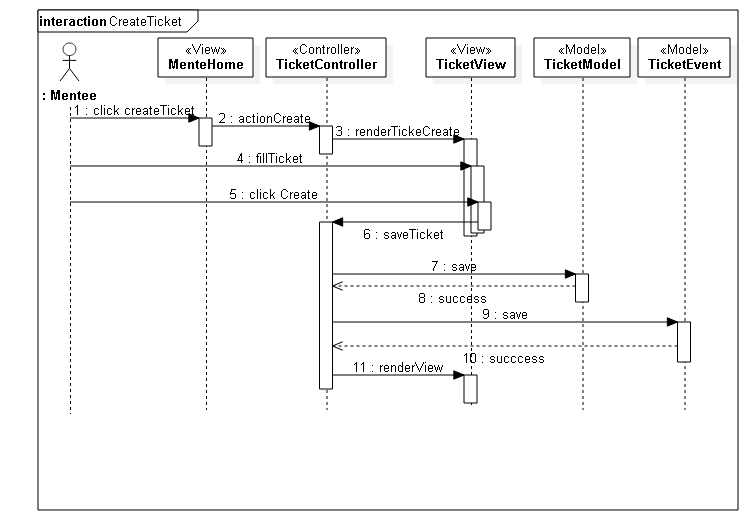 interaction CreateTicket
«View»
MenteHome
«Controller»
TicketController
«View»
TicketView
«Model»
TicketModel
«Model»
TicketEvent
: Mentee
1 : click createTicket
2 : actionCreate
3 : renderTickeCreate
4 : fillTicket
5 : click Create
6 : saveTicket
7 : save
8 : success
9 : save
10 : succcess
11 : renderView